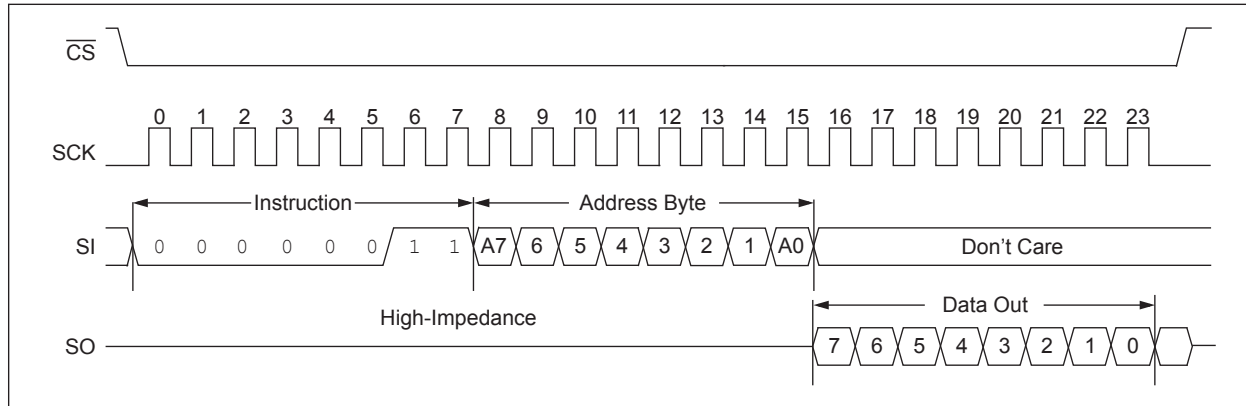 CS
0 1 2 3 4 5 6 7 8 9 10 11 12 13 14 15 16 17 18 19 20 21 22 23
SCK
Instruction Address Byte
SI 0 0 0 0 0 0 1 1 A7 6 5 4 3 2 1 A0 Don't Care
High-Impedance Data Out
SO 7 6 5 4 3 2 1 0